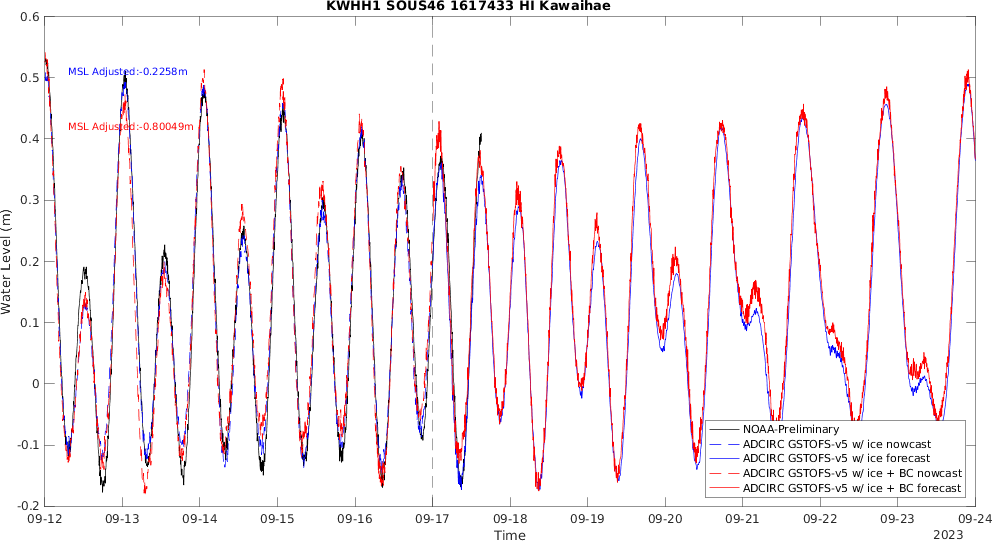 KWHH1 SOUS46 1617433 HI Kawaihae
0.6
0.5
0.4
0.3
0.2
0.1
0
-0.1
-0.2
Water Level (m)
MSL Adjusted:-0.2258m
MSL Adjusted:-0.80049m
NOAA-Preliminary
ADCIRC GSTOFS-v5 w/ ice nowcast
ADCIRC GSTOFS-v5 w/ ice forecast
ADCIRC GSTOFS-v5 w/ ice + BC nowcast
ADCIRC GSTOFS-v5 w/ ice + BC forecast
09-12 09-13 09-14 09-15 09-16 09-17 09-18 09-19 09-20 09-21 09-22 09-23 09-24
Time
2023